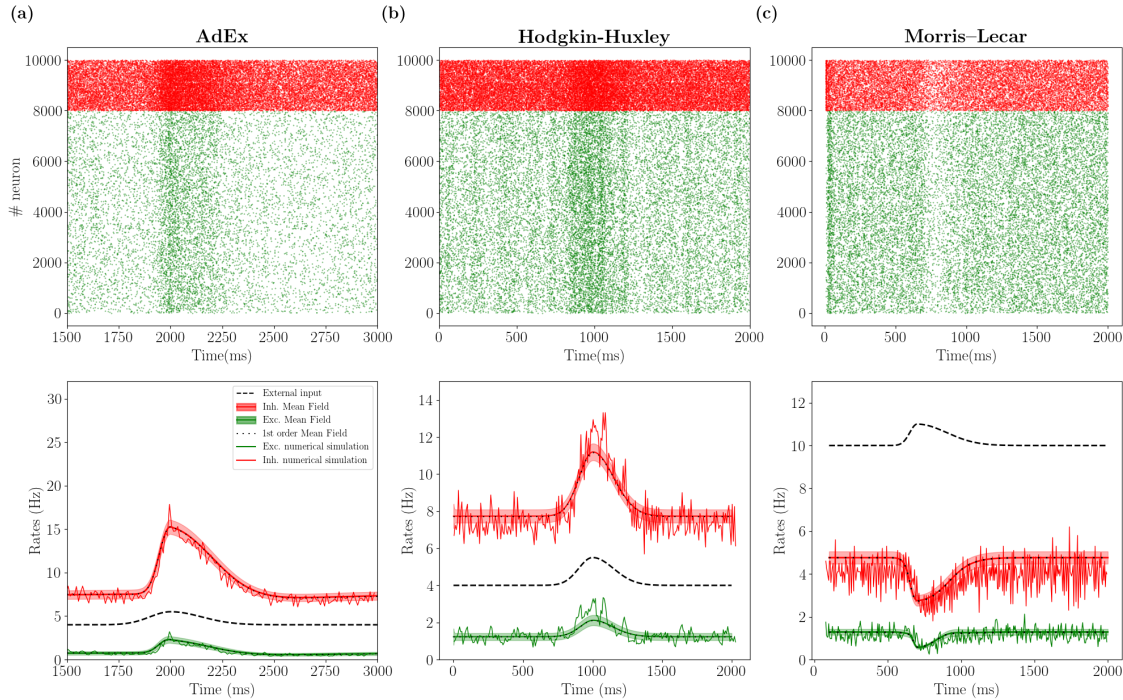 (a)
AdEx
(b)
Hodgkin-Huxley
(c)
Morris–Lecar
# neuron
10000
8000
6000
4000
2000
0
1500 1750 2000 2250 2500 2750 3000
Time(ms)
10000
8000
6000
4000
2000
0
0 500 1000 1500 2000
Time(ms)
10000
8000
6000
4000
2000
0
0 500 1000 1500 2000
Time(ms)
Rates (Hz)
30
25
20
15
10
5
0
External input
Inh. Mean Field
Exc. Mean Field
1st order Mean Field
Exc. numerical simulation
Inh. numerical simulation
1500 1750 2000 2250 2500 2750 3000
Time (ms)
Rates (Hz)
14
12
10
8
6
4
2
0
0 500 1000 1500 2000
Time (ms)
Rates (Hz)
12
10
8
6
4
2
0
0 500 1000 1500 2000
Time (ms)